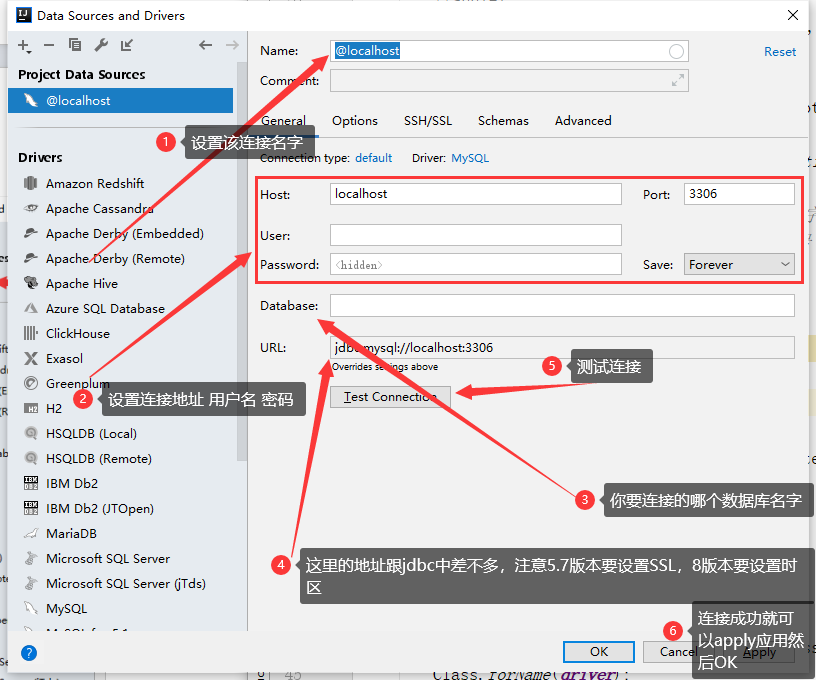 Data Sources and Drivers
Project Data Sources
@localhost
Drivers
Amazon Redshift
Apache Cassandra
Apache Derby (Embedded)
Apache Derby (Remote)
Apache Hive
Azure SQL Database
ClickHouse
Exasol
Greenplum
H2
HSQLDB (Local)
HSQLDB (Remote)
IBM Db2
IBM Db2 (JTOpen)
MariaDB
Microsoft SQL Server
Microsoft SQL Server (jTds)
MySQL
Name: @localhost
Reset
Comment:
General Options SSH/SSL Schemas Advanced
1 设置该连接名字
Connection type: default Driver: MySQL
Host: localhost Port: 3306
User:
Password: <hidden> Save: Forever
Database:
URL: jdbc:mysql://localhost:3306
Overrides settings above
5 测试连接
2 设置连接地址 用户名 密码
Test Connection
3 你要连接的哪个数据库名字
4 这里的地址跟jdbc中差不多，注意5.7版本要设置SSL，8版本要设置时
区
6 连接成功就可
以apply应用然
后OK
? OK Cancel Apply
45 Class.forName(driver);